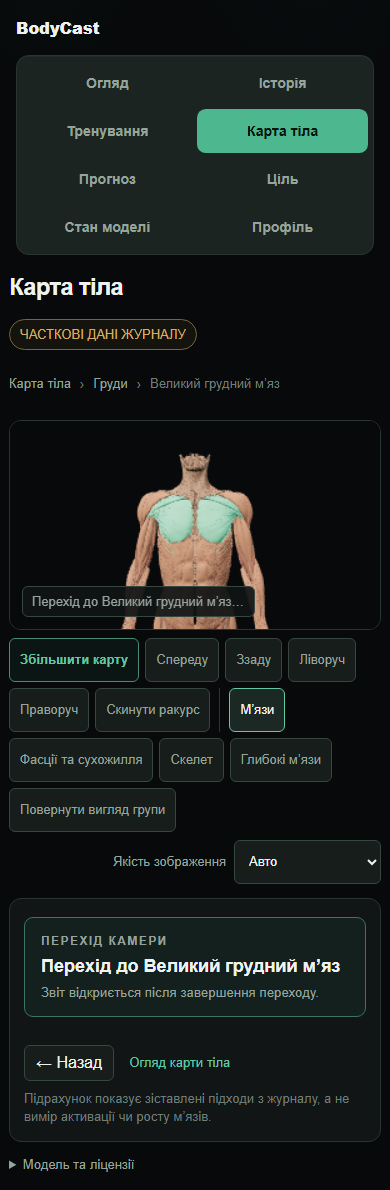 BodyCast
Огляд
Історія
Тренування
Карта тіла
Прогноз
Ціль
Стан моделі
Профіль
Карта тіла
ЧАСТКОВІ ДАНІ ЖУРНАЛУ
Карта тіла › Груди › Великий грудний м’яз
Перехід до Великий грудний м’яз…
Збільшити карту
Спереду
Ззаду
Ліворуч
Праворуч
Скинути ракурс
М’язи
Фасції та сухожилля
Скелет
Глибокі м’язи
Повернути вигляд групи
Якість зображення
Авто
ПЕРЕХІД КАМЕРИ
Перехід до Великий грудний м’яз
Звіт відкриється після завершення переходу.
← Назад
Огляд карти тіла
Підрахунок показує зіставлені підходи з журналу, а не
вимір активації чи росту м’язів.
▶ Модель та ліцензії